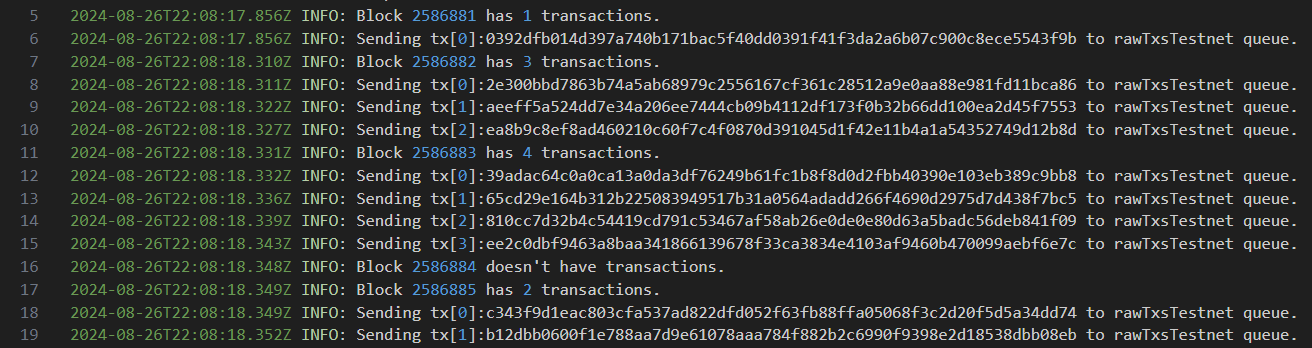 5 2024-08-26T22:08:17.856Z INFO: Block 2586881 has 1 transactions.
6 2024-08-26T22:08:17.856Z INFO: Sending tx[0]:0392dfb014d397a740b171bac5f40dd0391f41f3da2a6b07c900c8ece5543f9b to rawTxsTestnet queue.
7 2024-08-26T22:08:18.310Z INFO: Block 2586882 has 3 transactions.
8 2024-08-26T22:08:18.311Z INFO: Sending tx[0]:2e300bbd7863b74a5ab68979c2556167cf361c28512a9e0aa88e981fd11bca86 to rawTxsTestnet queue.
9 2024-08-26T22:08:18.322Z INFO: Sending tx[1]:aeeff5a524dd7e34a206ee7444cb09b4112df173f0b32b66dd100ea2d45f7553 to rawTxsTestnet queue.
10 2024-08-26T22:08:18.327Z INFO: Sending tx[2]:ea8b9c8ef8ad460210c60f7c4f0870d391045d1f42e11b4a1a54352749d12b8d to rawTxsTestnet queue.
11 2024-08-26T22:08:18.331Z INFO: Block 2586883 has 4 transactions.
12 2024-08-26T22:08:18.332Z INFO: Sending tx[0]:39adac64c0a0ca13a0da3df76249b61fc1b8f8d0d2fbb40390e103eb389c9bb8 to rawTxsTestnet queue.
13 2024-08-26T22:08:18.336Z INFO: Sending tx[1]:65cd29e164b312b225083949517b31a0564adadd266f4690d2975d7d438f7bc5 to rawTxsTestnet queue.
14 2024-08-26T22:08:18.339Z INFO: Sending tx[2]:810cc7d32b4c54419cd791c53467af58ab26e0de0e80d63a5badc56deb841f09 to rawTxsTestnet queue.
15 2024-08-26T22:08:18.343Z INFO: Sending tx[3]:ee2c0dbf9463a8baa341866139678f33ca3834e4103af9460b470099aebf6e7c to rawTxsTestnet queue.
16 2024-08-26T22:08:18.348Z INFO: Block 2586884 doesn't have transactions.
17 2024-08-26T22:08:18.349Z INFO: Block 2586885 has 2 transactions.
18 2024-08-26T22:08:18.349Z INFO: Sending tx[0]:c343f9d1eac803cfa537ad822dfd052f63fb88ffa05068f3c2d20f5d5a34dd74 to rawTxsTestnet queue.
19 2024-08-26T22:08:18.352Z INFO: Sending tx[1]:b12dbb0600f1e788aa7d9e61078aaa784f882b2c6990f9398e2d18538dbb08eb to rawTxsTestnet queue.